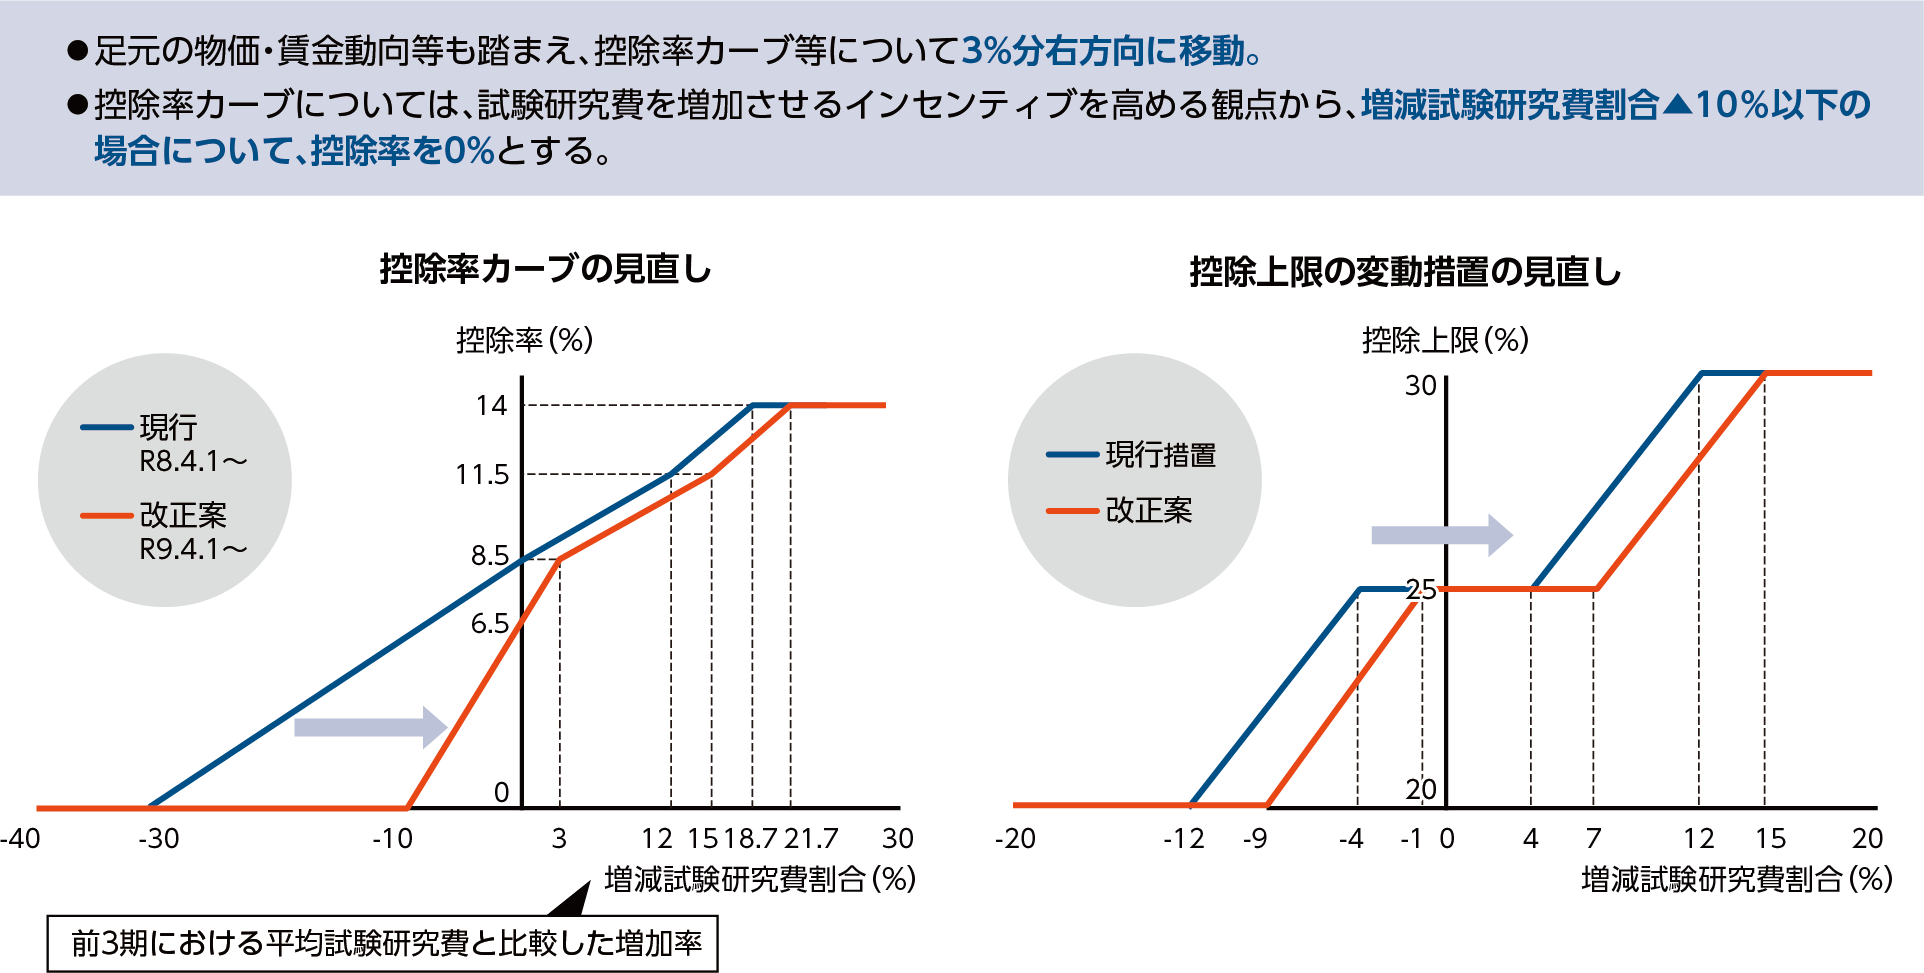 ●足元の物価・賃金動向等も踏まえ、控除率カーブ等について3%分右方向に移動。
●控除率カーブについては、試験研究費を増加させるインセンティブを高める観点から、増減試験研究費割合▲10%以下の
場合について、控除率を0%とする。
控除率カーブの見直し
控除率(%)
現行
R8.4.1～
改正案
R9.4.1～
14
11.5
8.5
6.5
0
-40 -30 -10 3 12 15 18.7 21.7 30
増減試験研究費割合(%)
前3期における平均試験研究費と比較した増加率
控除上限の変動措置の見直し
控除上限(%)
現行措置
改正案
30
25
20
-20 -12 -9 -4 -1 0 4 7 12 15 20
増減試験研究費割合(%)